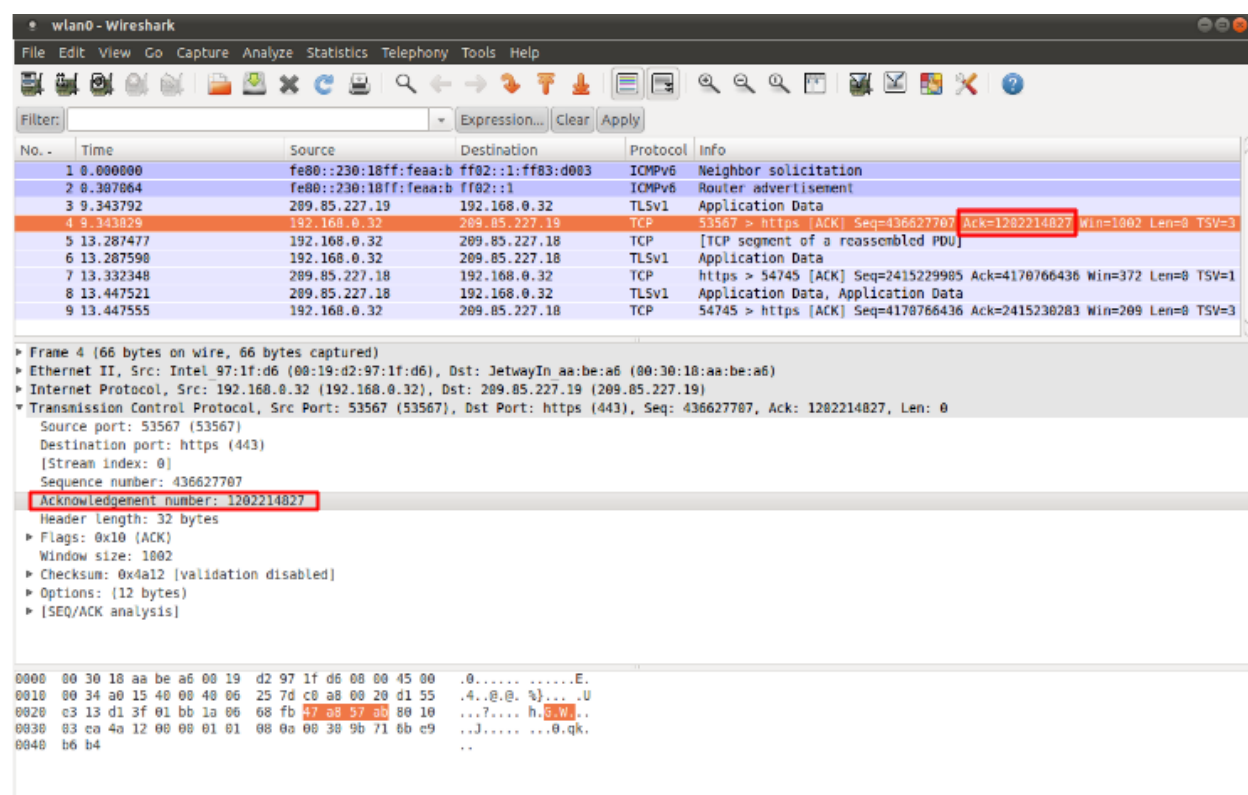 wlan0 - Wireshark
File Edit View Go Capture Analyze Statistics Telephony Tools Help
Filter: Expression... Clear Apply
No. . Time Source Destination Protocol Info
1 0.000000 fe80::230:18ff:feaa:b ff02::1:ff83:d003 ICMPv6 Neighbor solicitation
2 0.307064 fe80::230:18ff:feaa:b ff02::1 ICMPv6 Router advertisement
3 9.343792 209.85.227.19 192.168.0.32 TLSv1 Application Data
4 9.343829 192.168.0.32 209.85.227.19 TCP 53567 > https [ACK] Seq=436627707 Ack=1202214827 Win=1002 Len=0 TSV=3
5 13.287477 192.168.0.32 209.85.227.18 TCP [TCP segment of a reassembled PDU]
6 13.287590 192.168.0.32 209.85.227.18 TLSv1 Application Data
7 13.332348 209.85.227.18 192.168.0.32 TCP https > 54745 [ACK] Seq=2415229905 Ack=4170766436 Win=372 Len=0 TSV=1
8 13.447521 209.85.227.18 192.168.0.32 TLSv1 Application Data, Application Data
9 13.447555 192.168.0.32 209.85.227.18 TCP 54745 > https [ACK] Seq=4170766436 Ack=2415230283 Win=209 Len=0 TSV=3
Frame 4 (66 bytes on wire, 66 bytes captured)
Ethernet II, Src: Intel_97:1f:d6 (00:19:d2:97:1f:d6), Dst: JetwayIn_aa:be:a6 (00:30:18:aa:be:a6)
Internet Protocol, Src: 192.168.0.32 (192.168.0.32), Dst: 209.85.227.19 (209.85.227.19)
Transmission Control Protocol, Src Port: 53567 (53567), Dst Port: https (443), Seq: 436627707, Ack: 1202214827, Len: 0
Source port: 53567 (53567)
Destination port: https (443)
[Stream index: 0]
Sequence number: 436627707
Acknowledgement number: 1202214827
Header length: 32 bytes
Flags: 0x10 (ACK)
Window size: 1002
Checksum: 0x4a12 [validation disabled]
Options: (12 bytes)
[SEQ/ACK analysis]
0000 00 30 18 aa be a6 00 19 d2 97 1f d6 08 00 45 00 .0...... ......E.
0010 00 34 a0 15 40 00 40 06 25 7d c0 a8 00 20 d1 55 .4..@.@. %}... .U
0020 e3 13 d1 3f 01 bb 1a 06 68 fb 47 a8 57 ab 80 10 ...?.... h.G.W...
0030 03 ea 4a 12 00 00 01 01 08 0a 00 30 9b 71 6b e9 ..J..... ...0.qk.
0040 b6 b4 ..